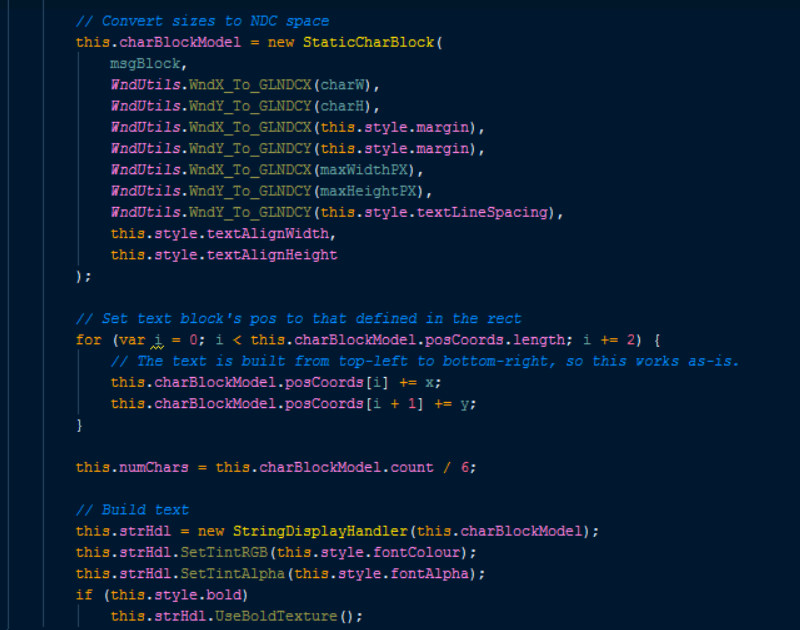 // Convert sizes to NDC space
this.charBlockModel = new StaticCharBlock(
msgBlock,
WndUtils.WndX_To_GLNDCX(charW),
WndUtils.WndY_To_GLNDCY(charH),
WndUtils.WndX_To_GLNDCX(this.style.margin),
WndUtils.WndY_To_GLNDCY(this.style.margin),
WndUtils.WndX_To_GLNDCX(maxWidthPX),
WndUtils.WndY_To_GLNDCY(maxHeightPX),
WndUtils.WndY_To_GLNDCY(this.style.textLineSpacing),
this.style.textAlignWidth,
this.style.textAlignHeight
);
// Set text block's pos to that defined in the rect
for (var i = 0; i < this.charBlockModel.posCoords.length; i += 2) {
// The text is built from top-left to bottom-right, so this works as-is.
this.charBlockModel.posCoords[i] += x;
this.charBlockModel.posCoords[i + 1] += y;
}
this.numChars = this.charBlockModel.count / 6;
// Build text
this.strHdl = new StringDisplayHandler(this.charBlockModel);
this.strHdl.SetTintRGB(this.style.fontColour);
this.strHdl.SetTintAlpha(this.style.fontAlpha);
if (this.style.bold)
this.strHdl.UseBoldTexture();